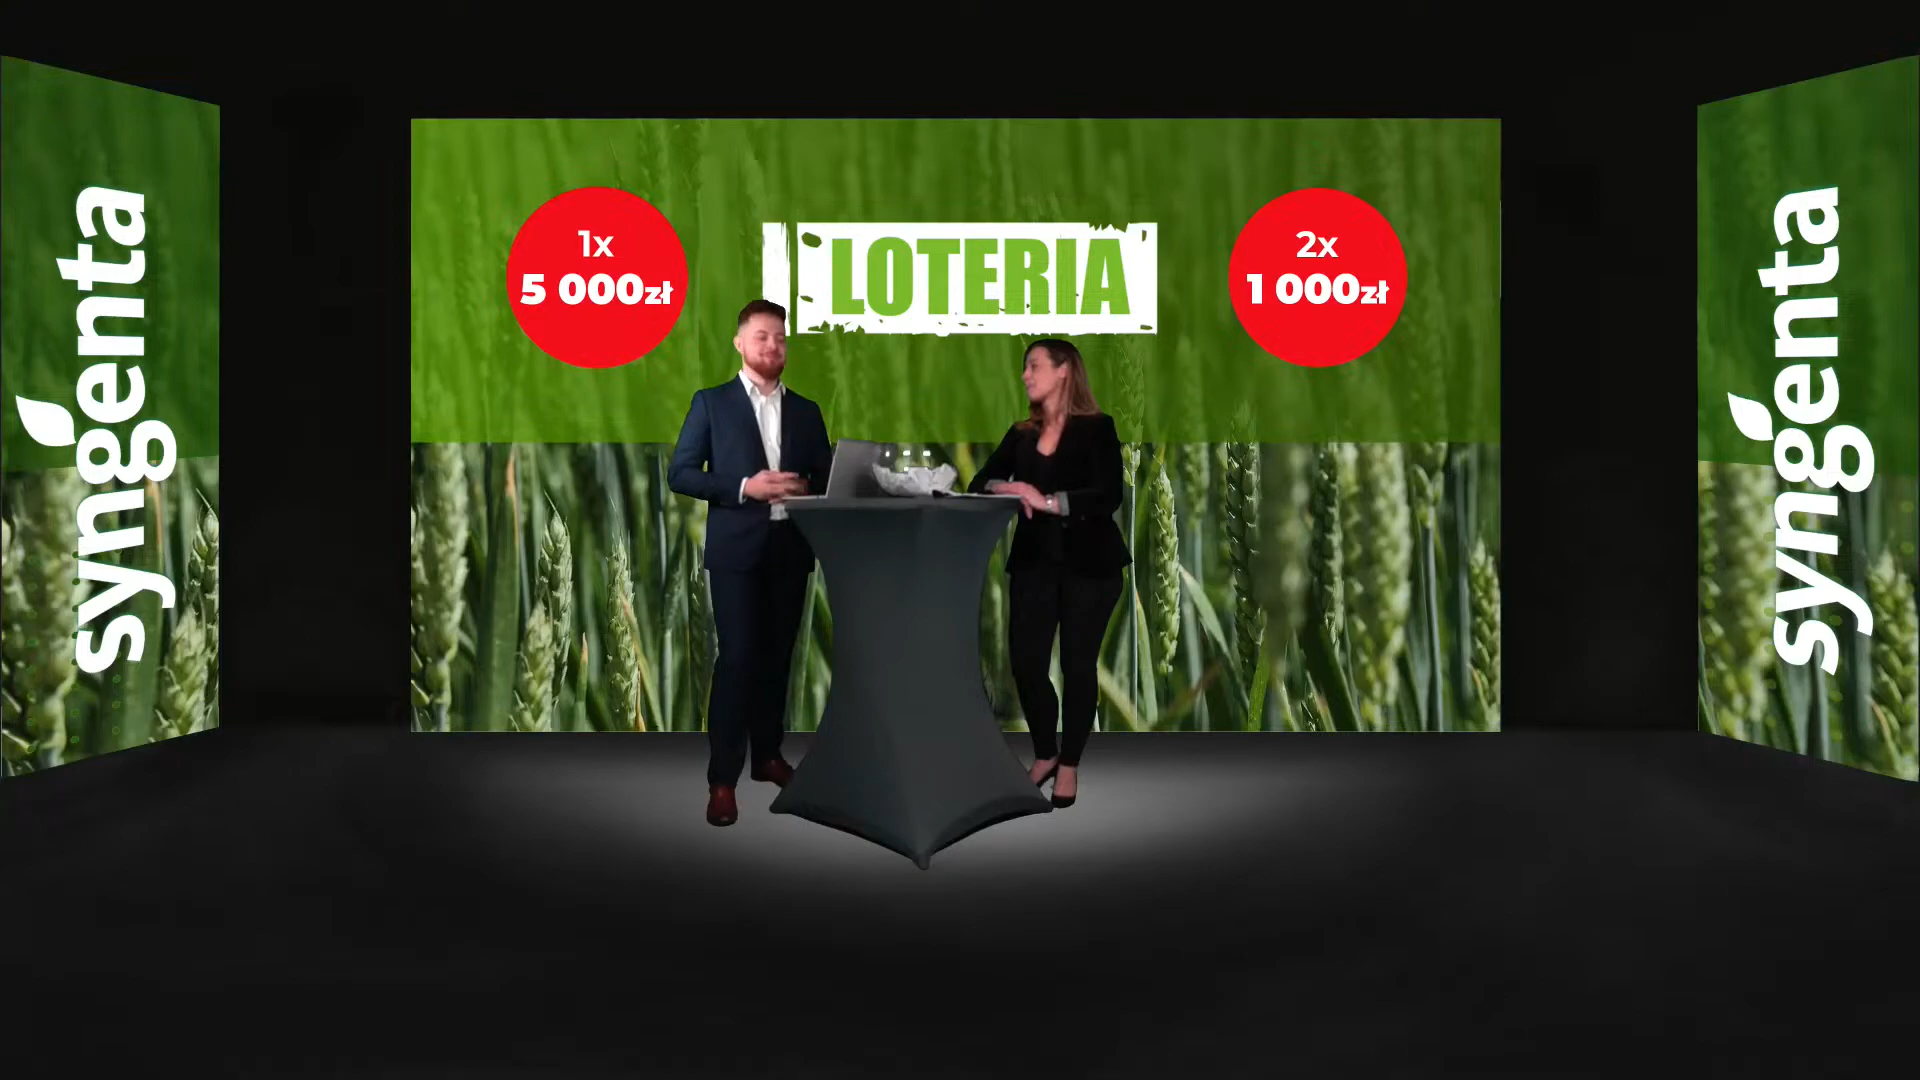 syngenta
1x
5 000zł
LOTERIA
2x
1 000zł
syngenta